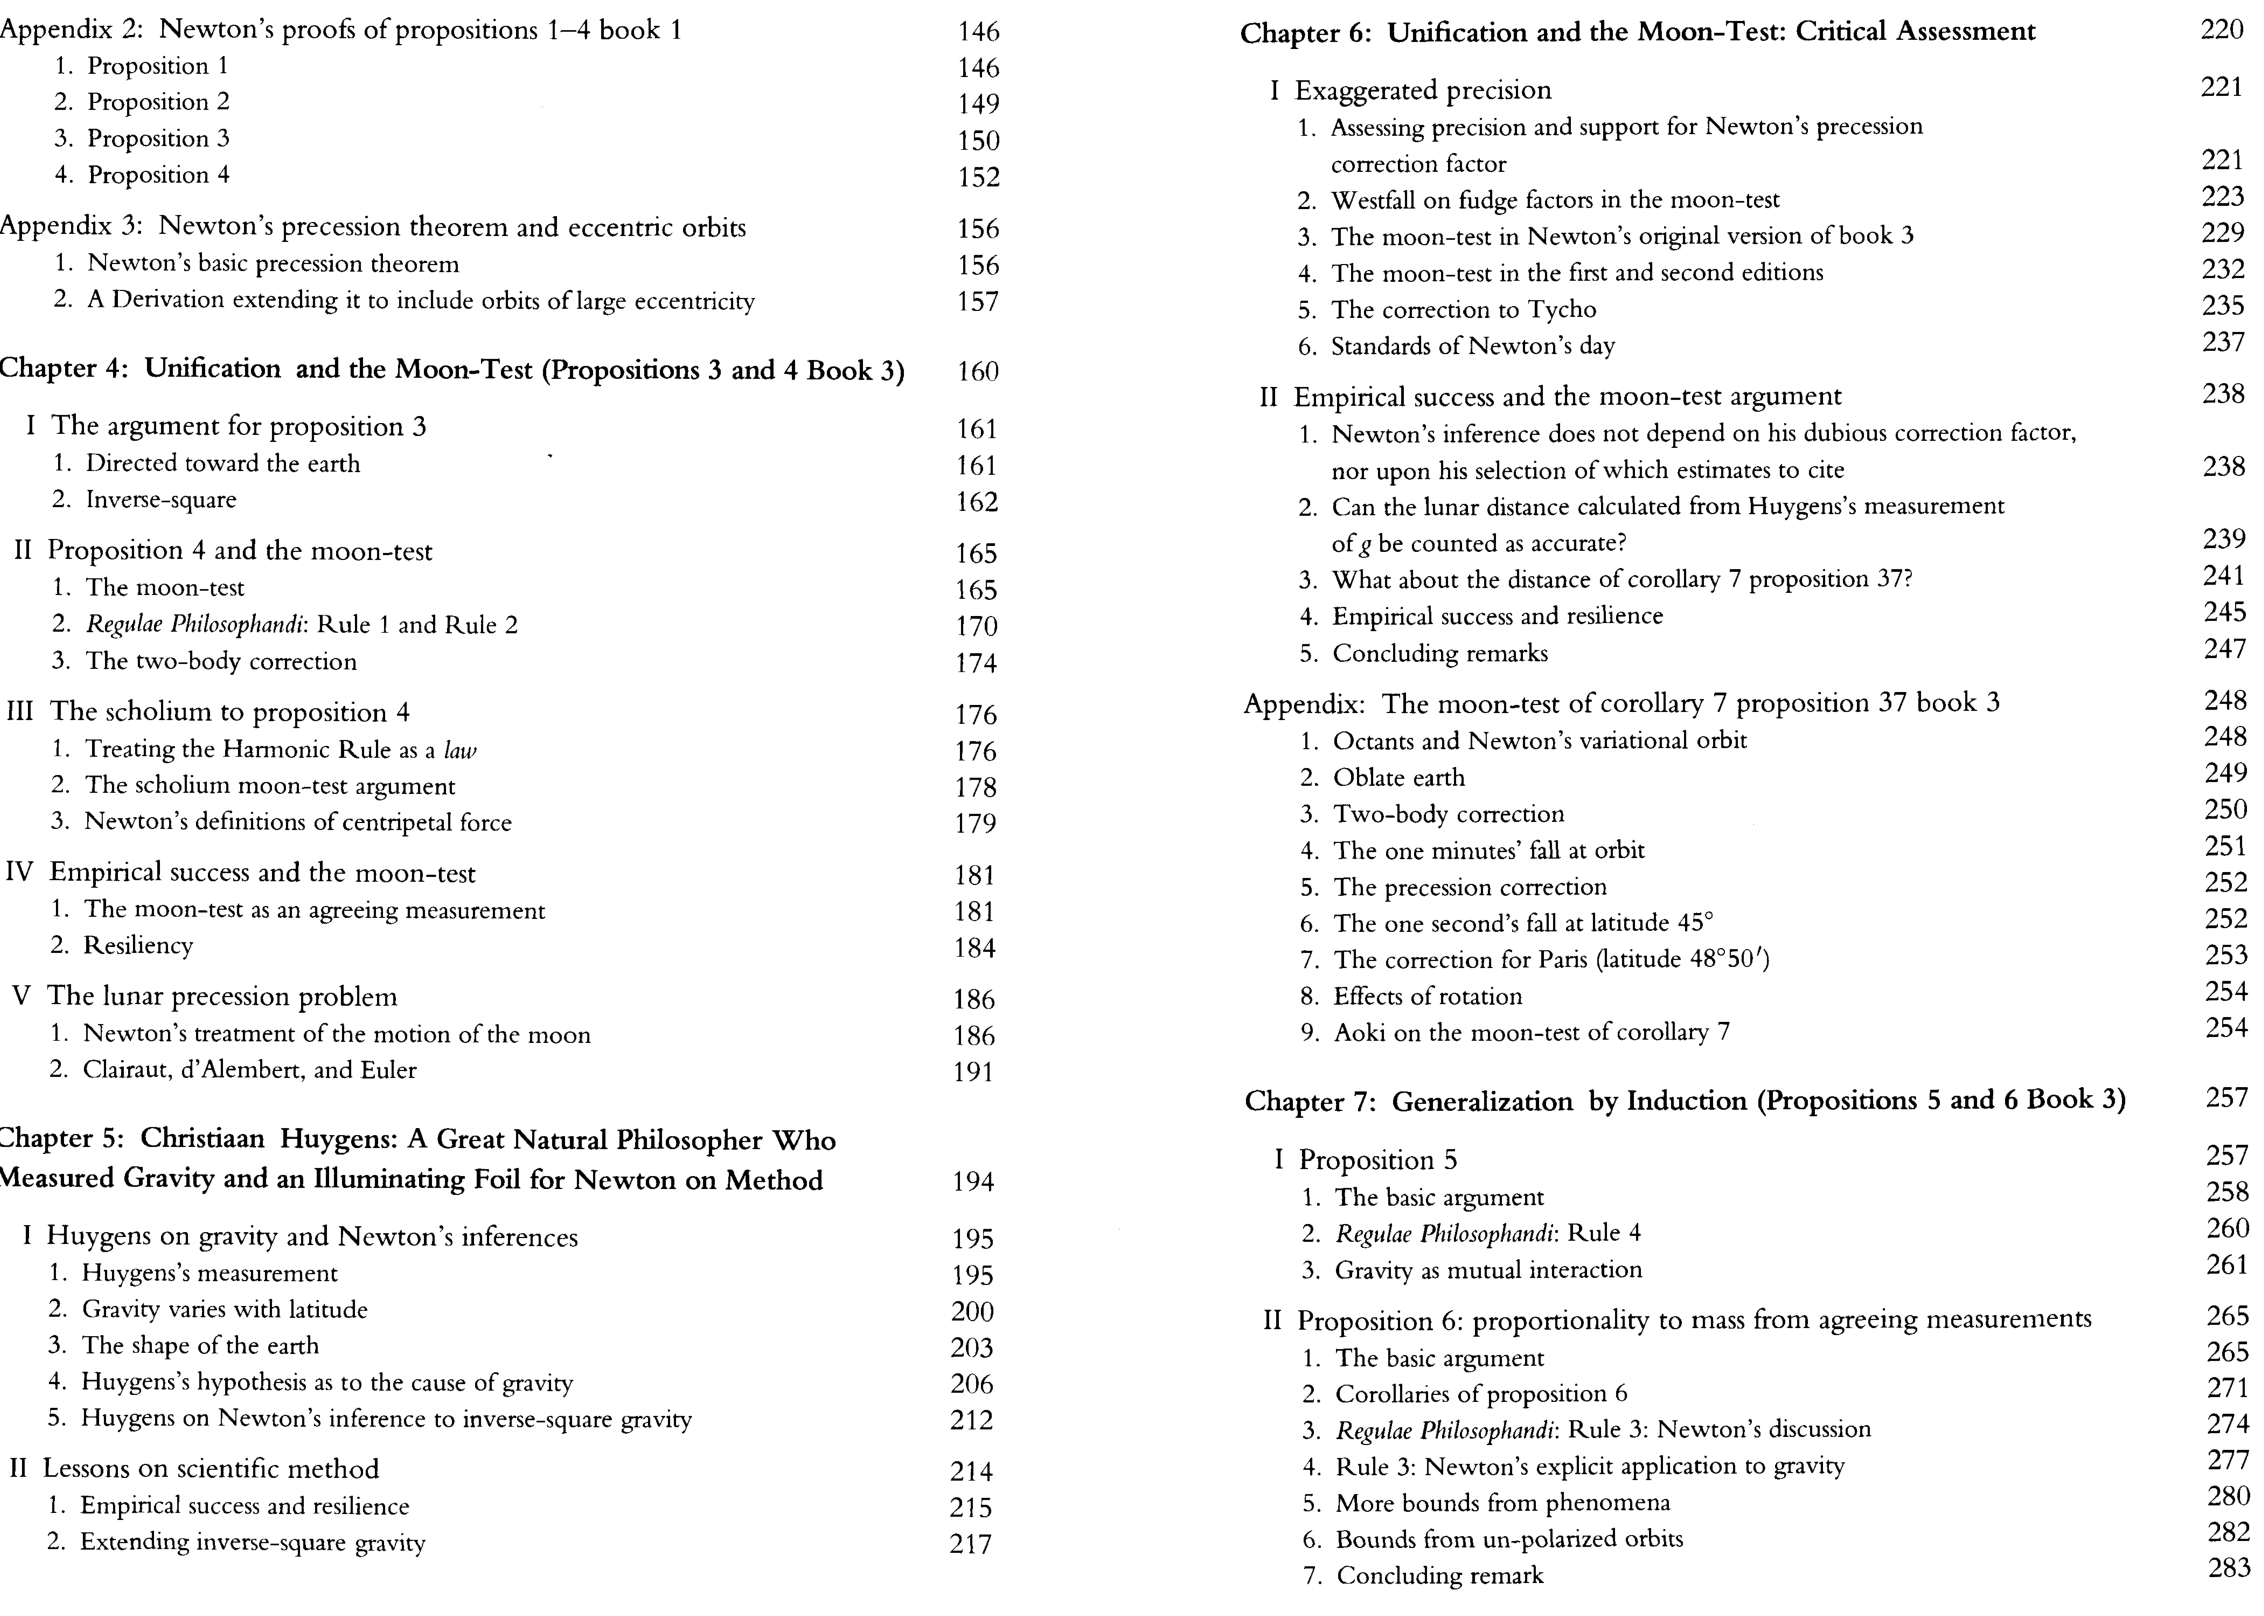 Appendix 2: Newton's proofs of propositions 1–4 book 1 146
1. Proposition 1 146
2. Proposition 2 149
3. Proposition 3 150
4. Proposition 4 152
Appendix 3: Newton's precession theorem and eccentric orbits 156
1. Newton's basic precession theorem 156
2. A Derivation extending it to include orbits of large eccentricity 157
Chapter 4: Unification and the Moon-Test (Propositions 3 and 4 Book 3) 160
I The argument for proposition 3 161
1. Directed toward the earth 161
2. Inverse-square 162
II Proposition 4 and the moon-test 165
1. The moon-test 165
2. Regulae Philosophandi: Rule 1 and Rule 2 170
3. The two-body correction 174
III The scholium to proposition 4 176
1. Treating the Harmonic Rule as a law 176
2. The scholium moon-test argument 178
3. Newton's definitions of centripetal force 179
IV Empirical success and the moon-test 181
1. The moon-test as an agreeing measurement 181
2. Resiliency 184
V The lunar precession problem 186
1. Newton's treatment of the motion of the moon 186
2. Clairaut, d'Alembert, and Euler 191
Chapter 5: Christiaan Huygens: A Great Natural Philosopher Who
Measured Gravity and an Illuminating Foil for Newton on Method 194
I Huygens on gravity and Newton's inferences 195
1. Huygens's measurement 195
2. Gravity varies with latitude 200
3. The shape of the earth 203
4. Huygens's hypothesis as to the cause of gravity 206
5. Huygens on Newton's inference to inverse-square gravity 212
II Lessons on scientific method 214
1. Empirical success and resilience 215
2. Extending inverse-square gravity 217
Chapter 6: Unification and the Moon-Test: Critical Assessment 220
I Exaggerated precision 221
1. Assessing precision and support for Newton's precession
correction factor 221
2. Westfall on fudge factors in the moon-test 223
3. The moon-test in Newton's original version of book 3 229
4. The moon-test in the first and second editions 232
5. The correction to Tycho 235
6. Standards of Newton's day 237
II Empirical success and the moon-test argument 238
1. Newton's inference does not depend on his dubious correction factor,
nor upon his selection of which estimates to cite 238
2. Can the lunar distance calculated from Huygens's measurement
of g be counted as accurate? 239
3. What about the distance of corollary 7 proposition 37? 241
4. Empirical success and resilience 245
5. Concluding remarks 247
Appendix: The moon-test of corollary 7 proposition 37 book 3 248
1. Octants and Newton's variational orbit 248
2. Oblate earth 249
3. Two-body correction 250
4. The one minutes' fall at orbit 251
5. The precession correction 252
6. The one second's fall at latitude 45° 252
7. The correction for Paris (latitude 48°50′) 253
8. Effects of rotation 254
9. Aoki on the moon-test of corollary 7 254
Chapter 7: Generalization by Induction (Propositions 5 and 6 Book 3) 257
I Proposition 5 257
1. The basic argument 258
2. Regulae Philosophandi: Rule 4 260
3. Gravity as mutual interaction 261
II Proposition 6: proportionality to mass from agreeing measurements 265
1. The basic argument 265
2. Corollaries of proposition 6 271
3. Regulae Philosophandi: Rule 3: Newton's discussion 274
4. Rule 3: Newton's explicit application to gravity 277
5. More bounds from phenomena 280
6. Bounds from un-polarized orbits 282
7. Concluding remark 283